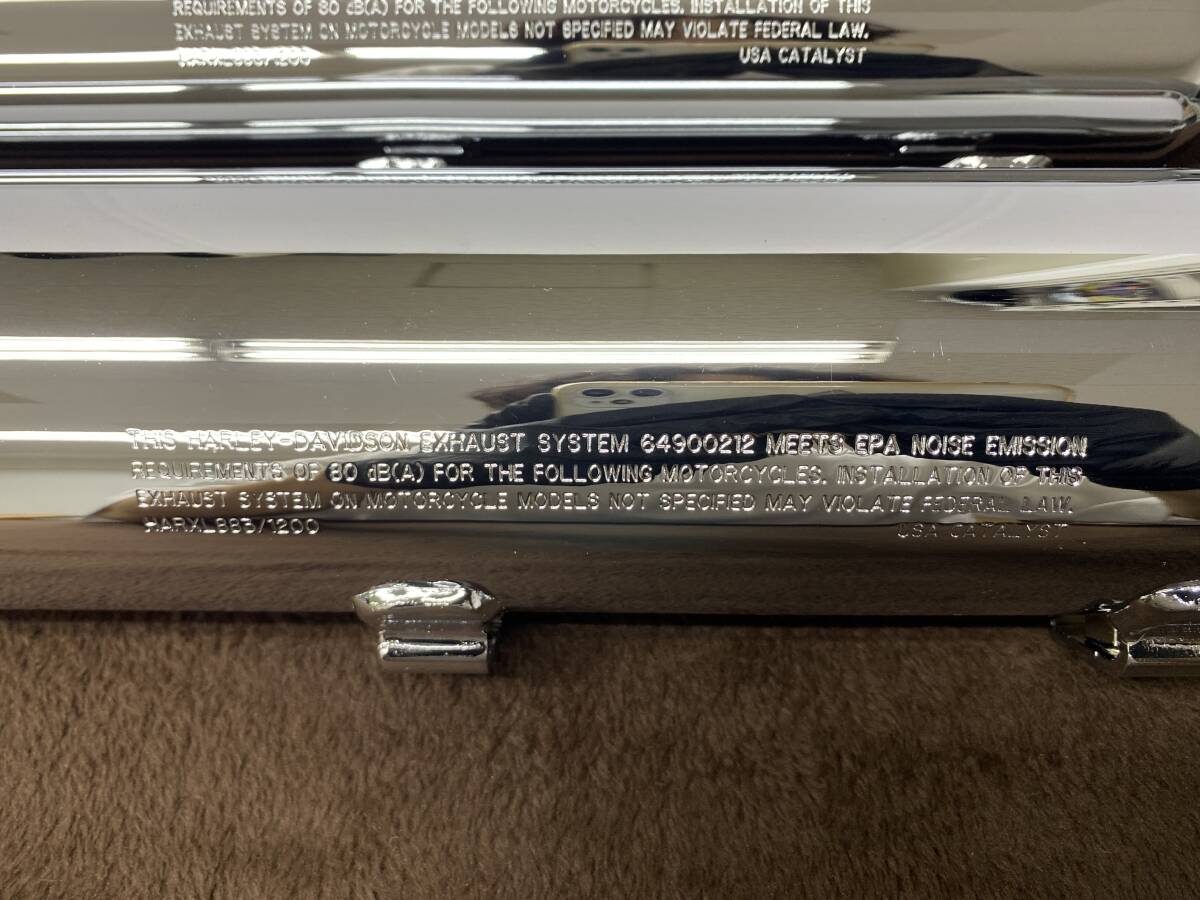 REQUIREMENTS OF 80 dB(A) FOR THE FOLLOWING MOTORCYCLES. INSTALLATION OF THIS
EXHAUST SYSTEM ON MOTORCYCLE MODELS NOT SPECIFIED MAY VIOLATE FEDERAL LAW.
HARXL883/1200 USA CATALYST
THIS HARLEY-DAVIDSON EXHAUST SYSTEM 64900212 MEETS EPA NOISE EMISSION
REQUIREMENTS OF 80 dB(A) FOR THE FOLLOWING MOTORCYCLES. INSTALLATION OF THIS
EXHAUST SYSTEM ON MOTORCYCLE MODELS NOT SPECIFIED MAY VIOLATE FEDERAL LAW.
HARXL883/1200 USA CATALYST